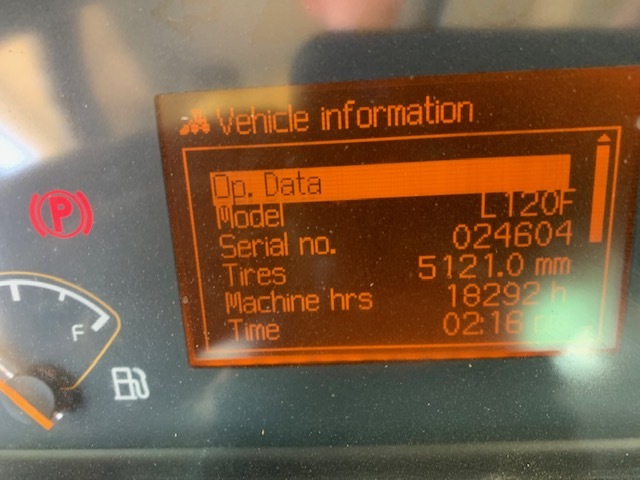 Vehicle information
Op. Data
Model L120F
Serial no. 024604
Tires 5121.0 mm
Machine hrs 18292 h
Time 02:16
P
F